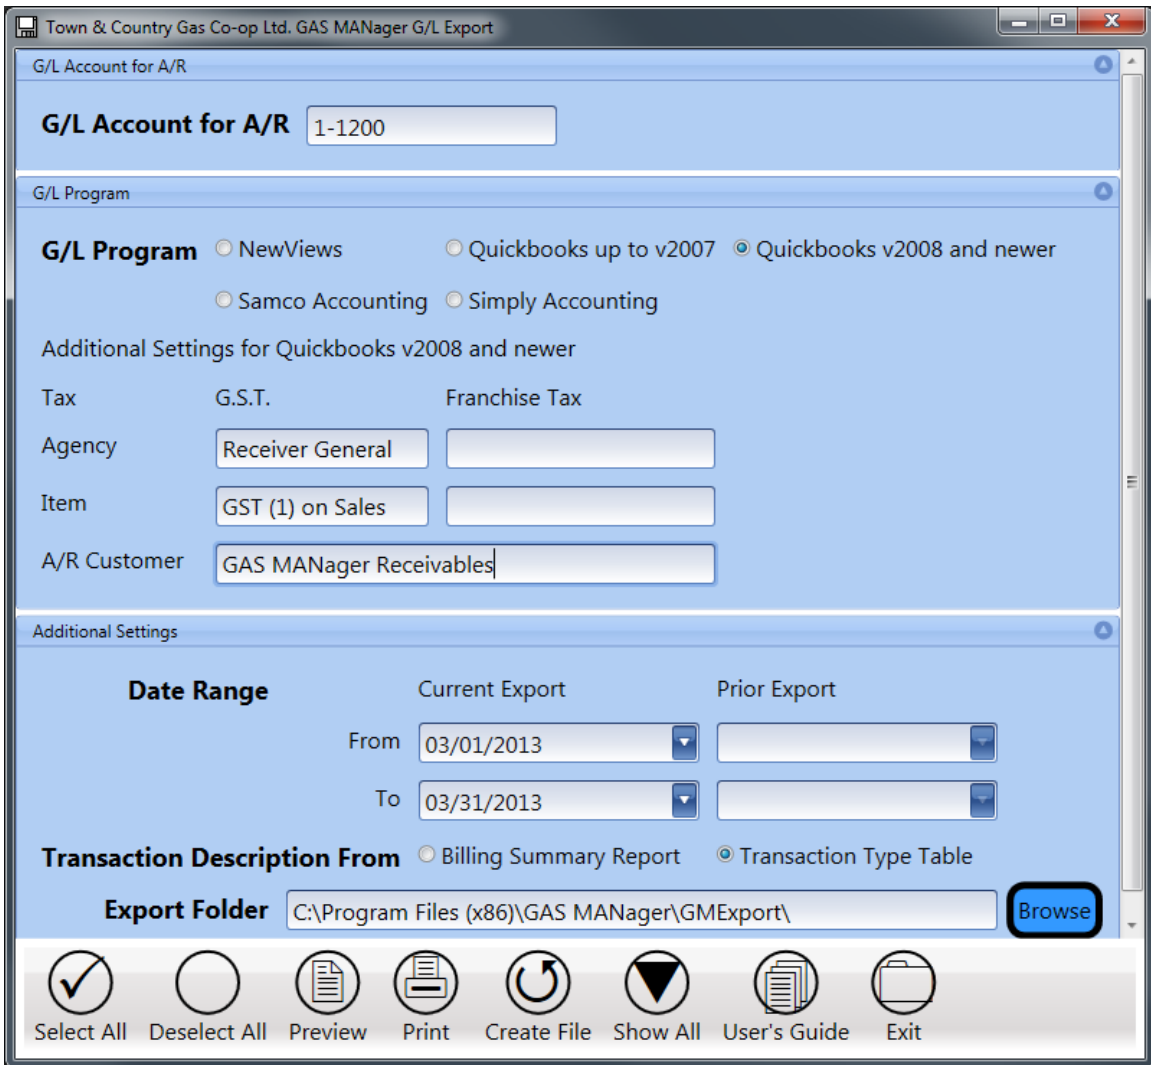 Town & Country Gas Co-op Ltd. GAS MANager G/L Export
G/L Account for A/R
G/L Account for A/R 1-1200
G/L Program
G/L Program NewViews Quickbooks up to v2007 Quickbooks v2008 and newer
Samco Accounting Simply Accounting
Additional Settings for Quickbooks v2008 and newer
Tax G.S.T. Franchise Tax
Agency Receiver General
Item GST (1) on Sales
A/R Customer GAS MANager Receivables
Additional Settings
Date Range Current Export Prior Export
From 03/01/2013
To 03/31/2013
Transaction Description From Billing Summary Report Transaction Type Table
Export Folder C:\Program Files (x86)\GAS MANager\GMExport\ Browse
Select All Deselect All Preview Print Create File Show All User's Guide Exit